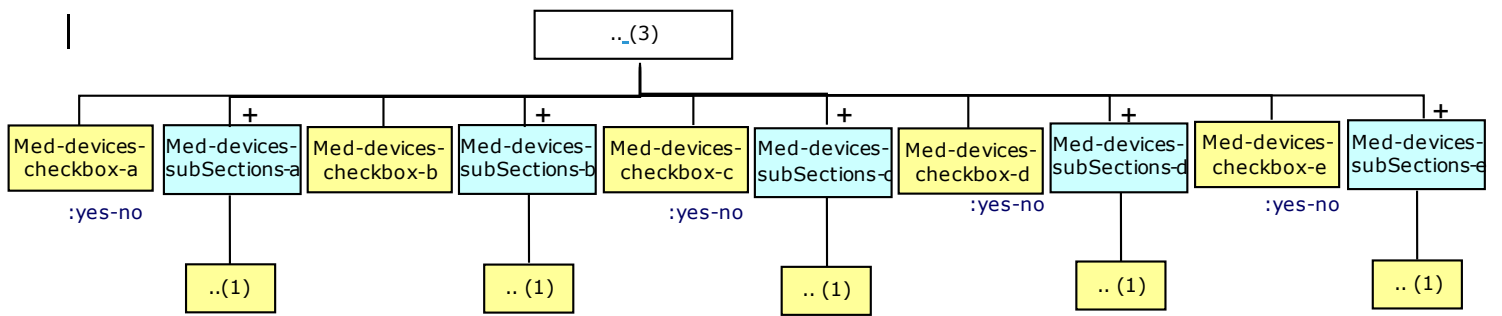 .. (3)
+ + + + +
Med-devices-
checkbox-a
Med-devices-
subSections-a
Med-devices-
checkbox-b
Med-devices-
subSections-b
Med-devices-
checkbox-c
Med-devices-
subSections-c
Med-devices-
checkbox-d
Med-devices-
subSections-d
Med-devices-
checkbox-e
Med-devices-
subSections-e
:yes-no
:yes-no
:yes-no
:yes-no
..(1)
.. (1)
.. (1)
.. (1)
.. (1)